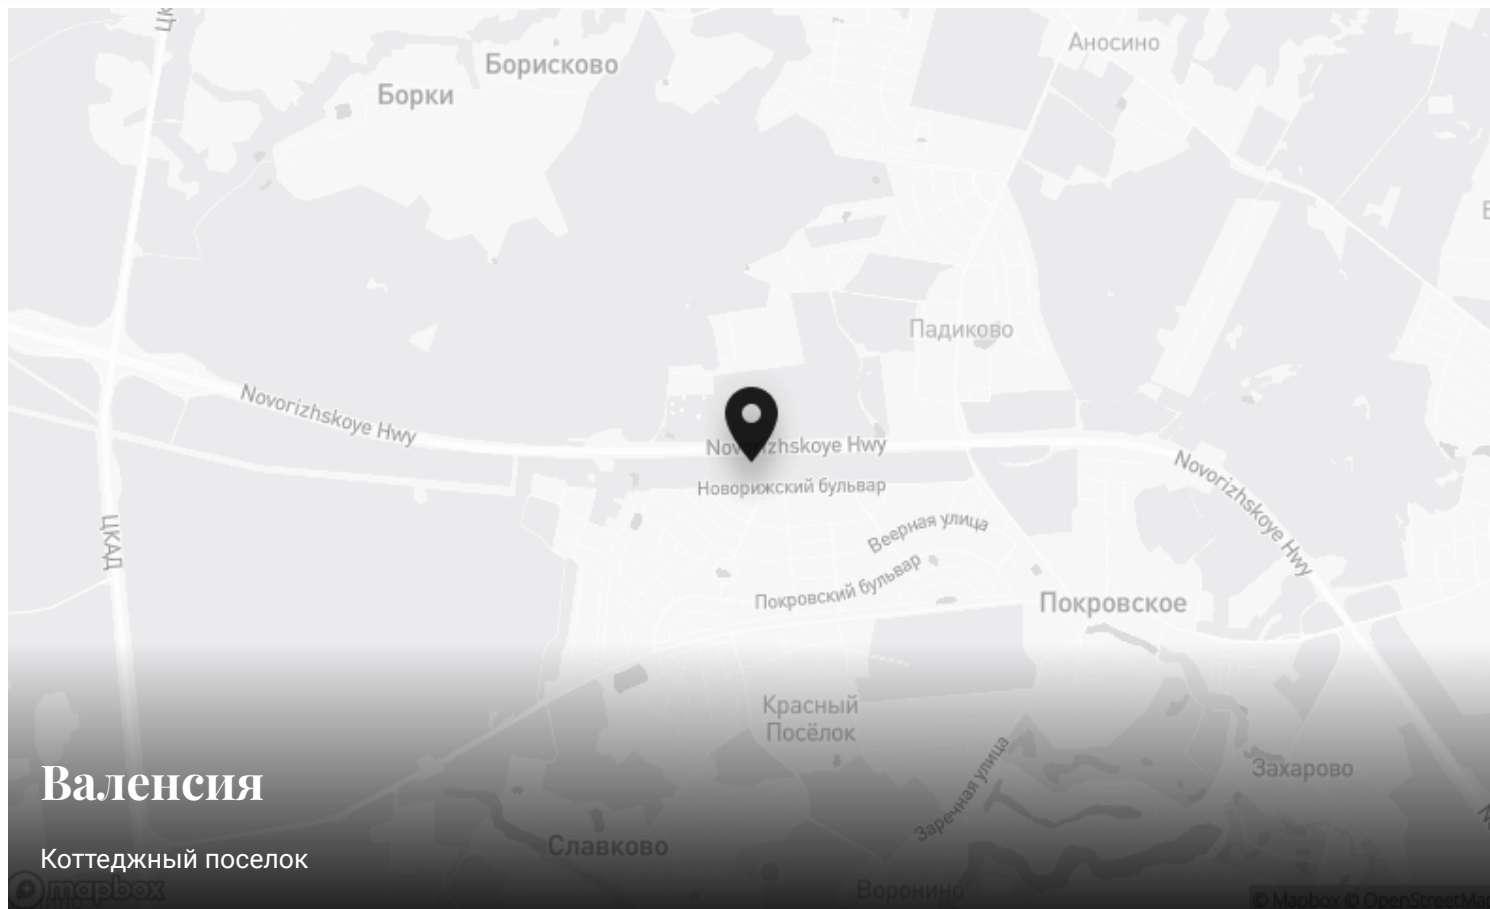 ЦК
Аносино
Борисково
Борки
Падиково
Novorizhskoye Hwy
Novorizhskoye Hwy
Novorizhskoye Hwy
Новорижский бульвар
Веерная улица
ЦКАД
Покровский бульвар
Покровское
Красный
Посёлок
Захарово
Заречная улица
Валенсия
Славково
Коттеджный поселок
mapbox
Воронино
© Mapbox © OpenStreetMap